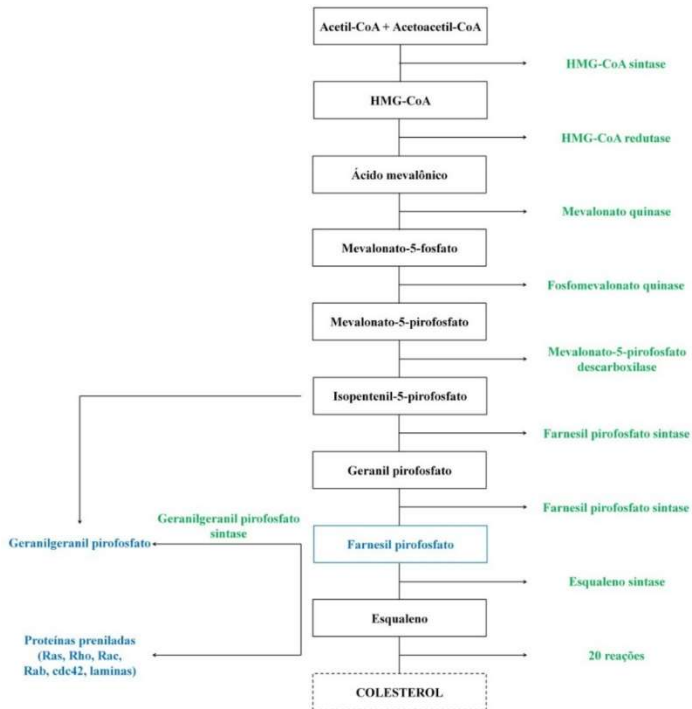 Acetil-CoA + Acetoacetil-CoA
HMG-CoA sintase
HMG-CoA
HMG-CoA redutase
Ácido mevalônico
Mevalonato quinase
Mevalonato-5-fosfato
Fosfomevalonato quinase
Mevalonato-5-pirofosfato
Mevalonato-5-pirofosfato
descarboxilase
Isopentenil-5-pirofosfato
Farnesil pirofosfato sintase
Geranil pirofosfato
Farnesil pirofosfato sintase
Geranilgeranil pirofosfato
sintase
Geranilgeranil pirofosfato
Farnesil pirofosfato
Esqualeno sintase
Esqualeno
Proteínas preniladas
(Ras, Rho, Rac,
Rab, cdc42, laminas)
20 reações
COLESTEROL